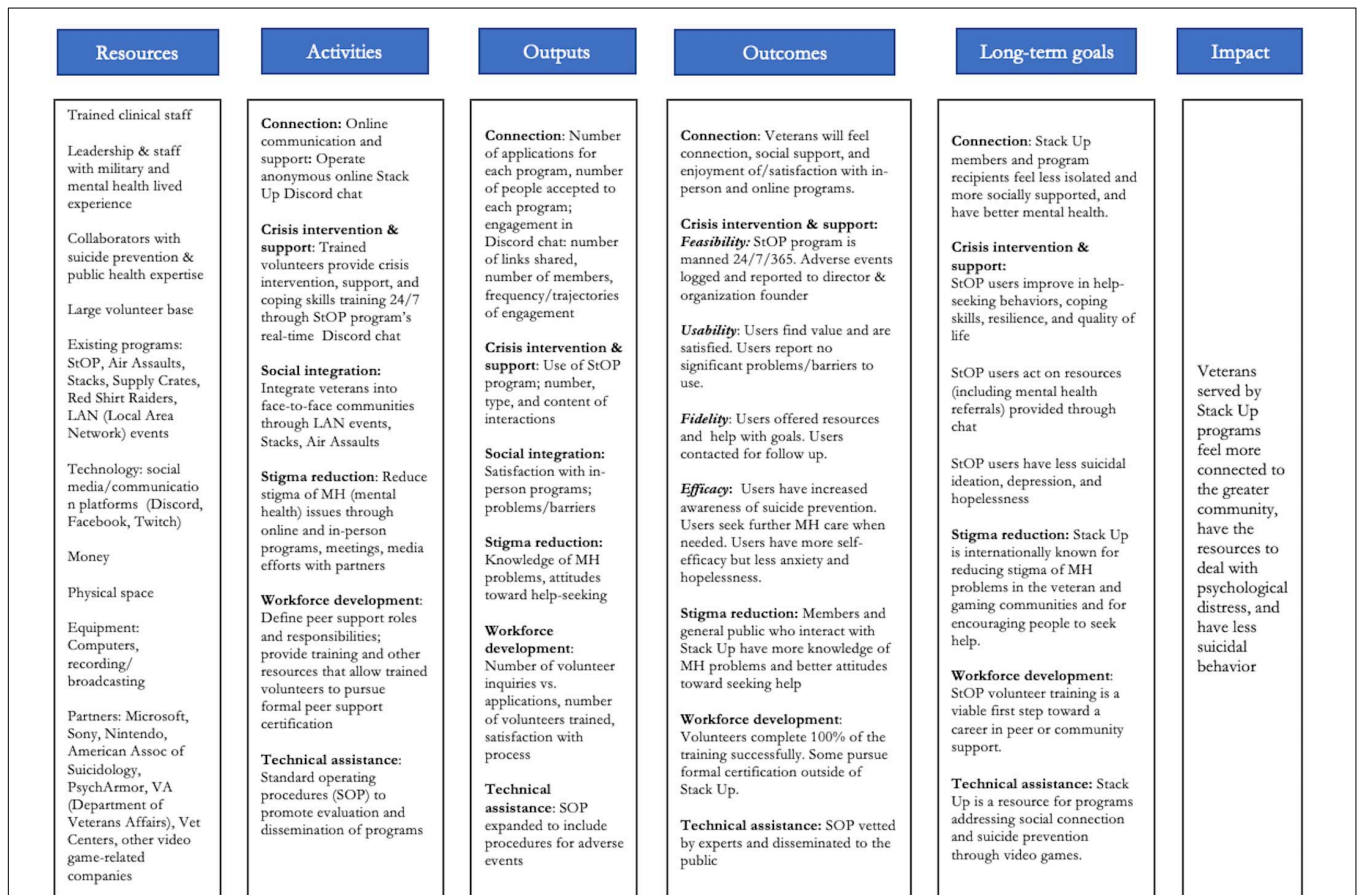 Resources
Activities
Outputs
Outcomes
Long-term goals
Impact
Trained clinical staff
Leadership & staff
with military and
mental health lived
experience
Collaborators with
suicide prevention &
public health expertise
Large volunteer base
Existing programs:
StOP, Air Assaults,
Stacks, Supply Crates,
Red Shirt Raiders,
LAN (Local Area
Network) events
Technology: social
media/communicatio
n platforms (Discord,
Facebook, Twitch)
Money
Physical space
Equipment:
Computers,
recording/
broadcasting
Partners: Microsoft,
Sony, Nintendo,
American Assoc of
Suicidology,
PsychArmor, VA
(Department of
Veterans Affairs), Vet
Centers, other video
game-related
companies
Connection: Online
communication and
support: Operate
anonymous online Stack
Up Discord chat
Crisis intervention &
support: Trained
volunteers provide crisis
intervention, support, and
coping skills training 24/7
through StOP program’s
real-time Discord chat
Social integration:
Integrate veterans into
face-to-face communities
through LAN events,
Stacks, Air Assaults
Stigma reduction: Reduce
stigma of MH (mental
health) issues through
online and in-person
programs, meetings, media
efforts with partners
Workforce development:
Define peer support roles
and responsibilities;
provide training and other
resources that allow trained
volunteers to pursue
formal peer support
certification
Technical assistance:
Standard operating
procedures (SOP) to
promote evaluation and
dissemination of programs
Connection: Number
of applications for
each program, number
of people accepted to
each program;
engagement in
Discord chat: number
of links shared,
number of members,
frequency/trajectories
of engagement
Crisis intervention &
support: Use of StOP
program; number,
type, and content of
interactions
Social integration:
Satisfaction with in-
person programs;
problems/barriers
Stigma reduction:
Knowledge of MH
problems, attitudes
toward help-seeking
Workforce
development:
Number of volunteer
inquiries vs.
applications, number
of volunteers trained,
satisfaction with
process
Technical
assistance: SOP
expanded to include
procedures for adverse
events
Connection: Veterans will feel
connection, social support, and
enjoyment of/satisfaction with in-
person and online programs.
Crisis intervention & support:
Feasibility: StOP program is
manned 24/7/365. Adverse events
logged and reported to director &
organization founder
Usability: Users find value and are
satisfied. Users report no
significant problems/barriers to
use.
Fidelity: Users offered resources
and help with goals. Users
contacted for follow up.
Efficacy: Users have increased
awareness of suicide prevention.
Users seek further MH care when
needed. Users have more self-
efficacy but less anxiety and
hopelessness.
Stigma reduction: Members and
general public who interact with
Stack Up have more knowledge of
MH problems and better attitudes
toward seeking help
Workforce development:
Volunteers complete 100% of the
training successfully. Some pursue
formal certification outside of
Stack Up.
Technical assistance: SOP vetted
by experts and disseminated to the
public
Connection: Stack Up
members and program
recipients feel less isolated and
more socially supported, and
have better mental health.
Crisis intervention &
support:
StOP users improve in help-
seeking behaviors, coping
skills, resilience, and quality of
life
StOP users act on resources
(including mental health
referrals) provided through
chat
StOP users have less suicidal
ideation, depression, and
hopelessness
Stigma reduction: Stack Up
is internationally known for
reducing stigma of MH
problems in the veteran and
gaming communities and for
encouraging people to seek
help.
Workforce development:
StOP volunteer training is a
viable first step toward a
career in peer or community
support.
Technical assistance: Stack
Up is a resource for programs
addressing social connection
and suicide prevention
through video games.
Veterans
served by
Stack Up
programs
feel more
connected to
the greater
community,
have the
resources to
deal with
psychological
distress, and
have less
suicidal
behavior